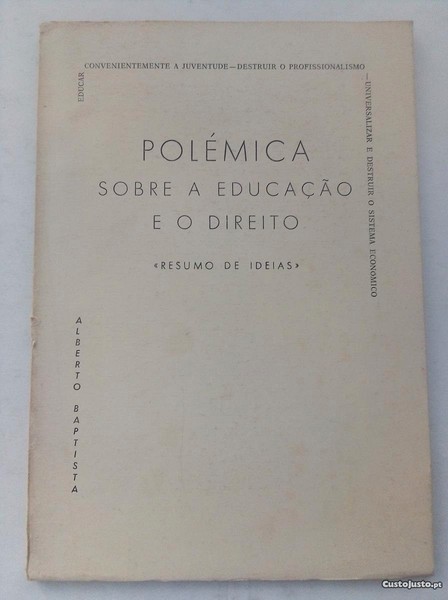 EDUCAR
CONVENIENTEMENTE A JUVENTUDE—DESTRUIR O PROFISSIONALISMO
—UNIVERSALIZAR E DESTRUIR O SISTEMA ECONOMICO
POLÉMICA
SOBRE A EDUCAÇÃO
E O DIREITO
«RESUMO DE IDEIAS»
ALBERTO BAPTISTA
CustoJusto.pt